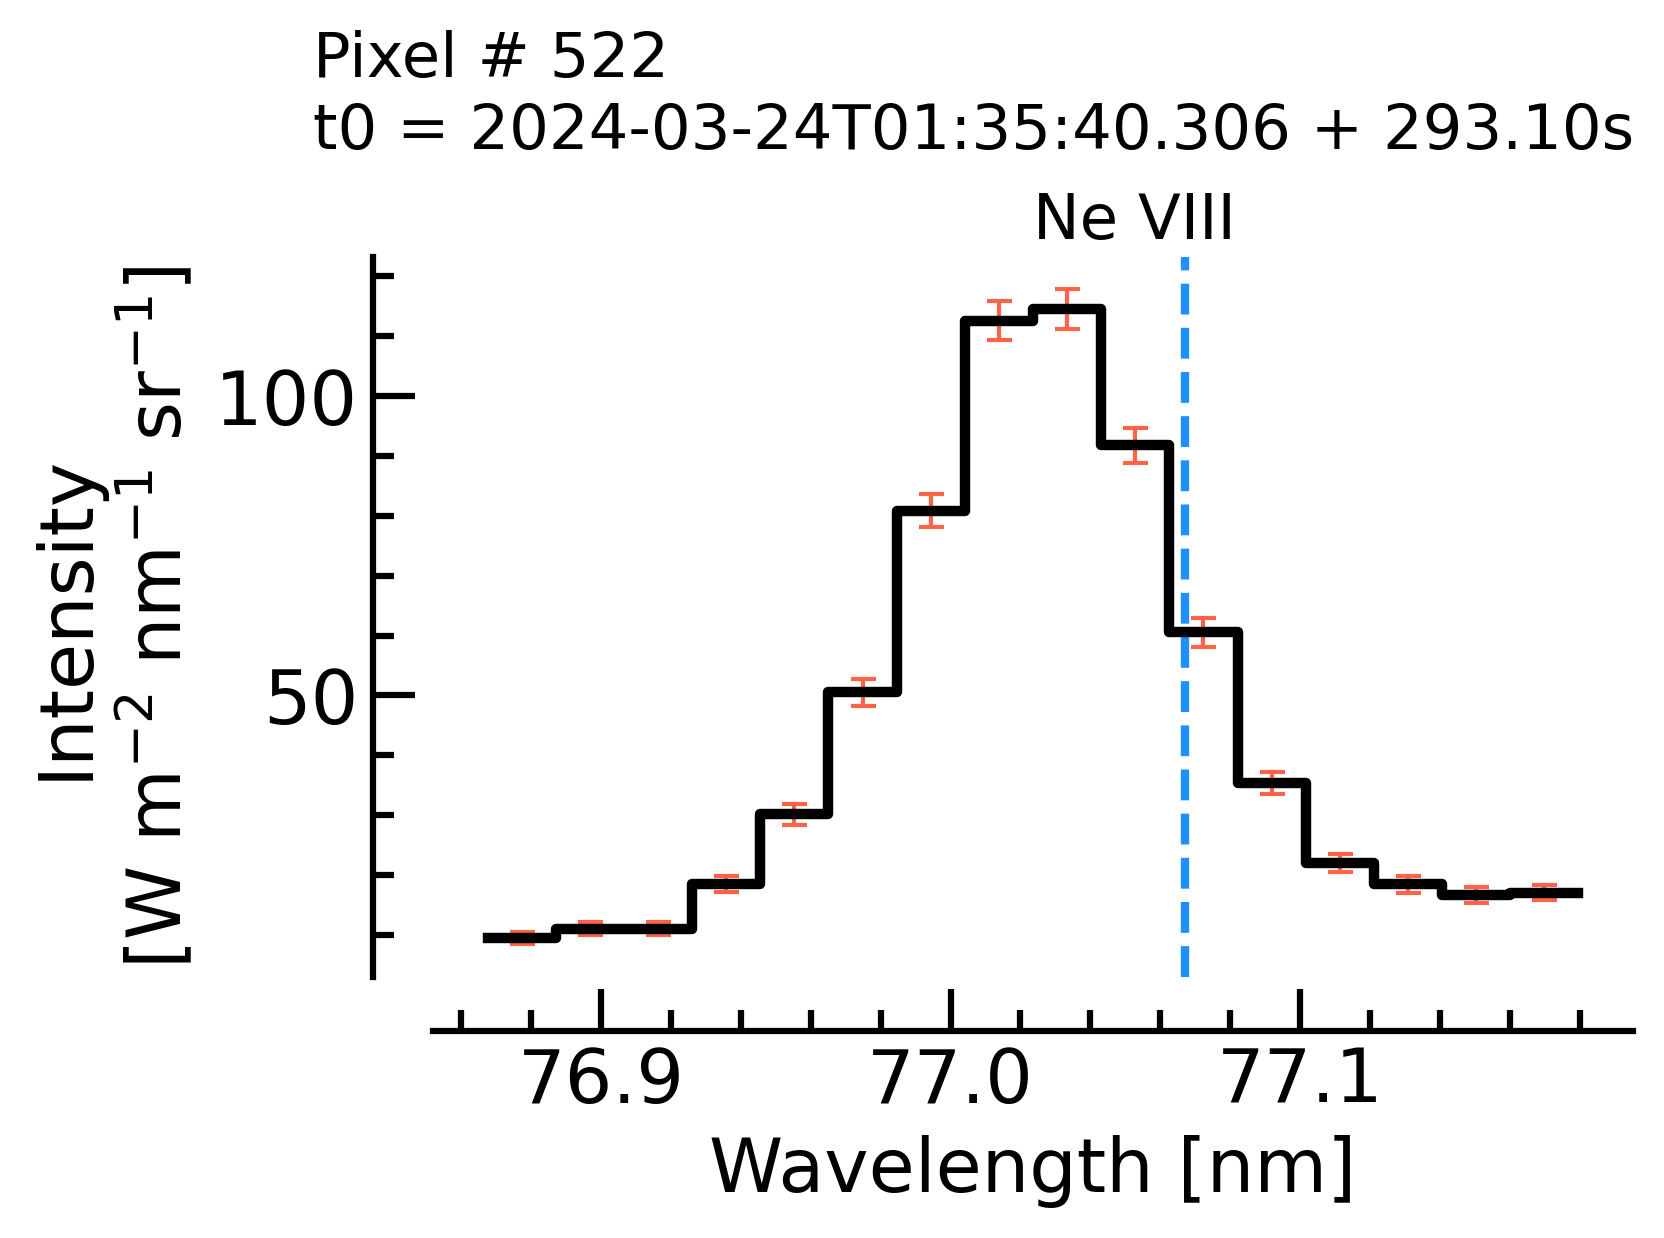 Pixel # 522
t0 = 2024-03-24T01:35:40.306 + 293.10s
Ne VIII
Intensity
[W m⁻² nm⁻¹ sr⁻¹]
100
50
76.9 77.0 77.1
Wavelength [nm]